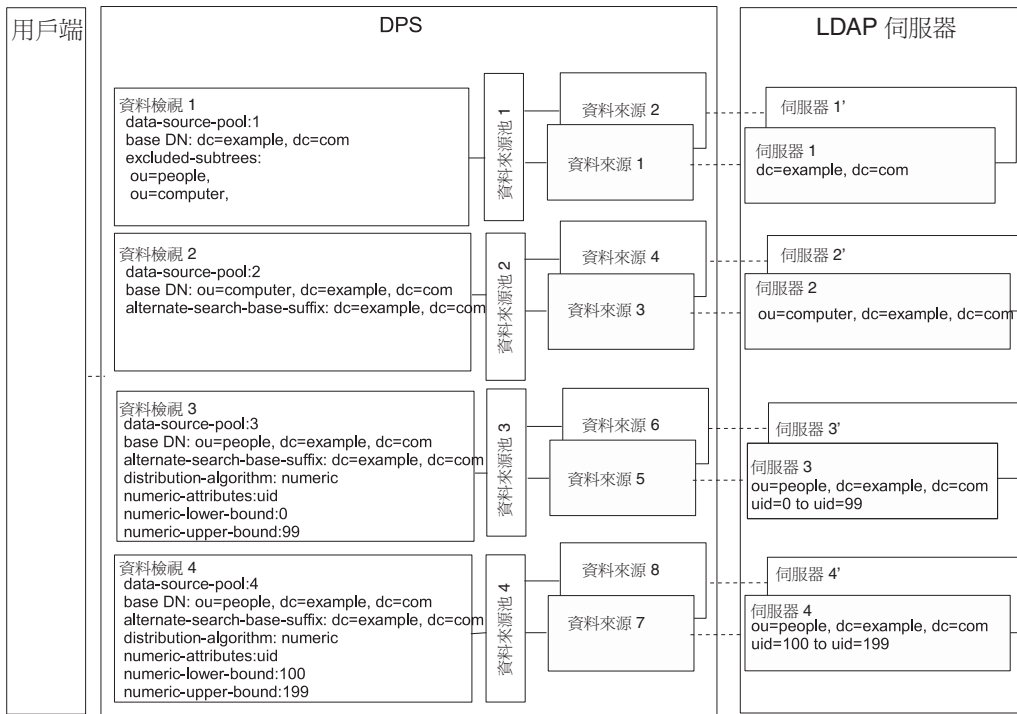 用戶端
DPS
LDAP 伺服器
資料檢視 1
data-source-pool:1
base DN: dc=example, dc=com
excluded-subtrees:
ou=people,
ou=computer,
資料來源池 1
資料來源 2
資料來源 1
伺服器 1'
伺服器 1
dc=example, dc=com
資料檢視 2
data-source-pool:2
base DN: ou=computer, dc=example, dc=com
alternate-search-base-suffix: dc=example, dc=com
資料來源池 2
資料來源 4
資料來源 3
伺服器 2'
伺服器 2
ou=computer, dc=example, dc=com
資料檢視 3
data-source-pool:3
base DN: ou=people, dc=example, dc=com
alternate-search-base-suffix: dc=example, dc=com
distribution-algorithm: numeric
numeric-attributes:uid
numeric-lower-bound:0
numeric-upper-bound:99
資料來源池 3
資料來源 6
資料來源 5
伺服器 3'
伺服器 3
ou=people, dc=example, dc=com
uid=0 to uid=99
資料檢視 4
data-source-pool:4
base DN: ou=people, dc=example, dc=com
alternate-search-base-suffix: dc=example, dc=com
distribution-algorithm: numeric
numeric-attributes:uid
numeric-lower-bound:100
numeric-upper-bound:199
資料來源池 4
資料來源 8
資料來源 7
伺服器 4'
伺服器 4
ou=people, dc=example, dc=com
uid=100 to uid=199